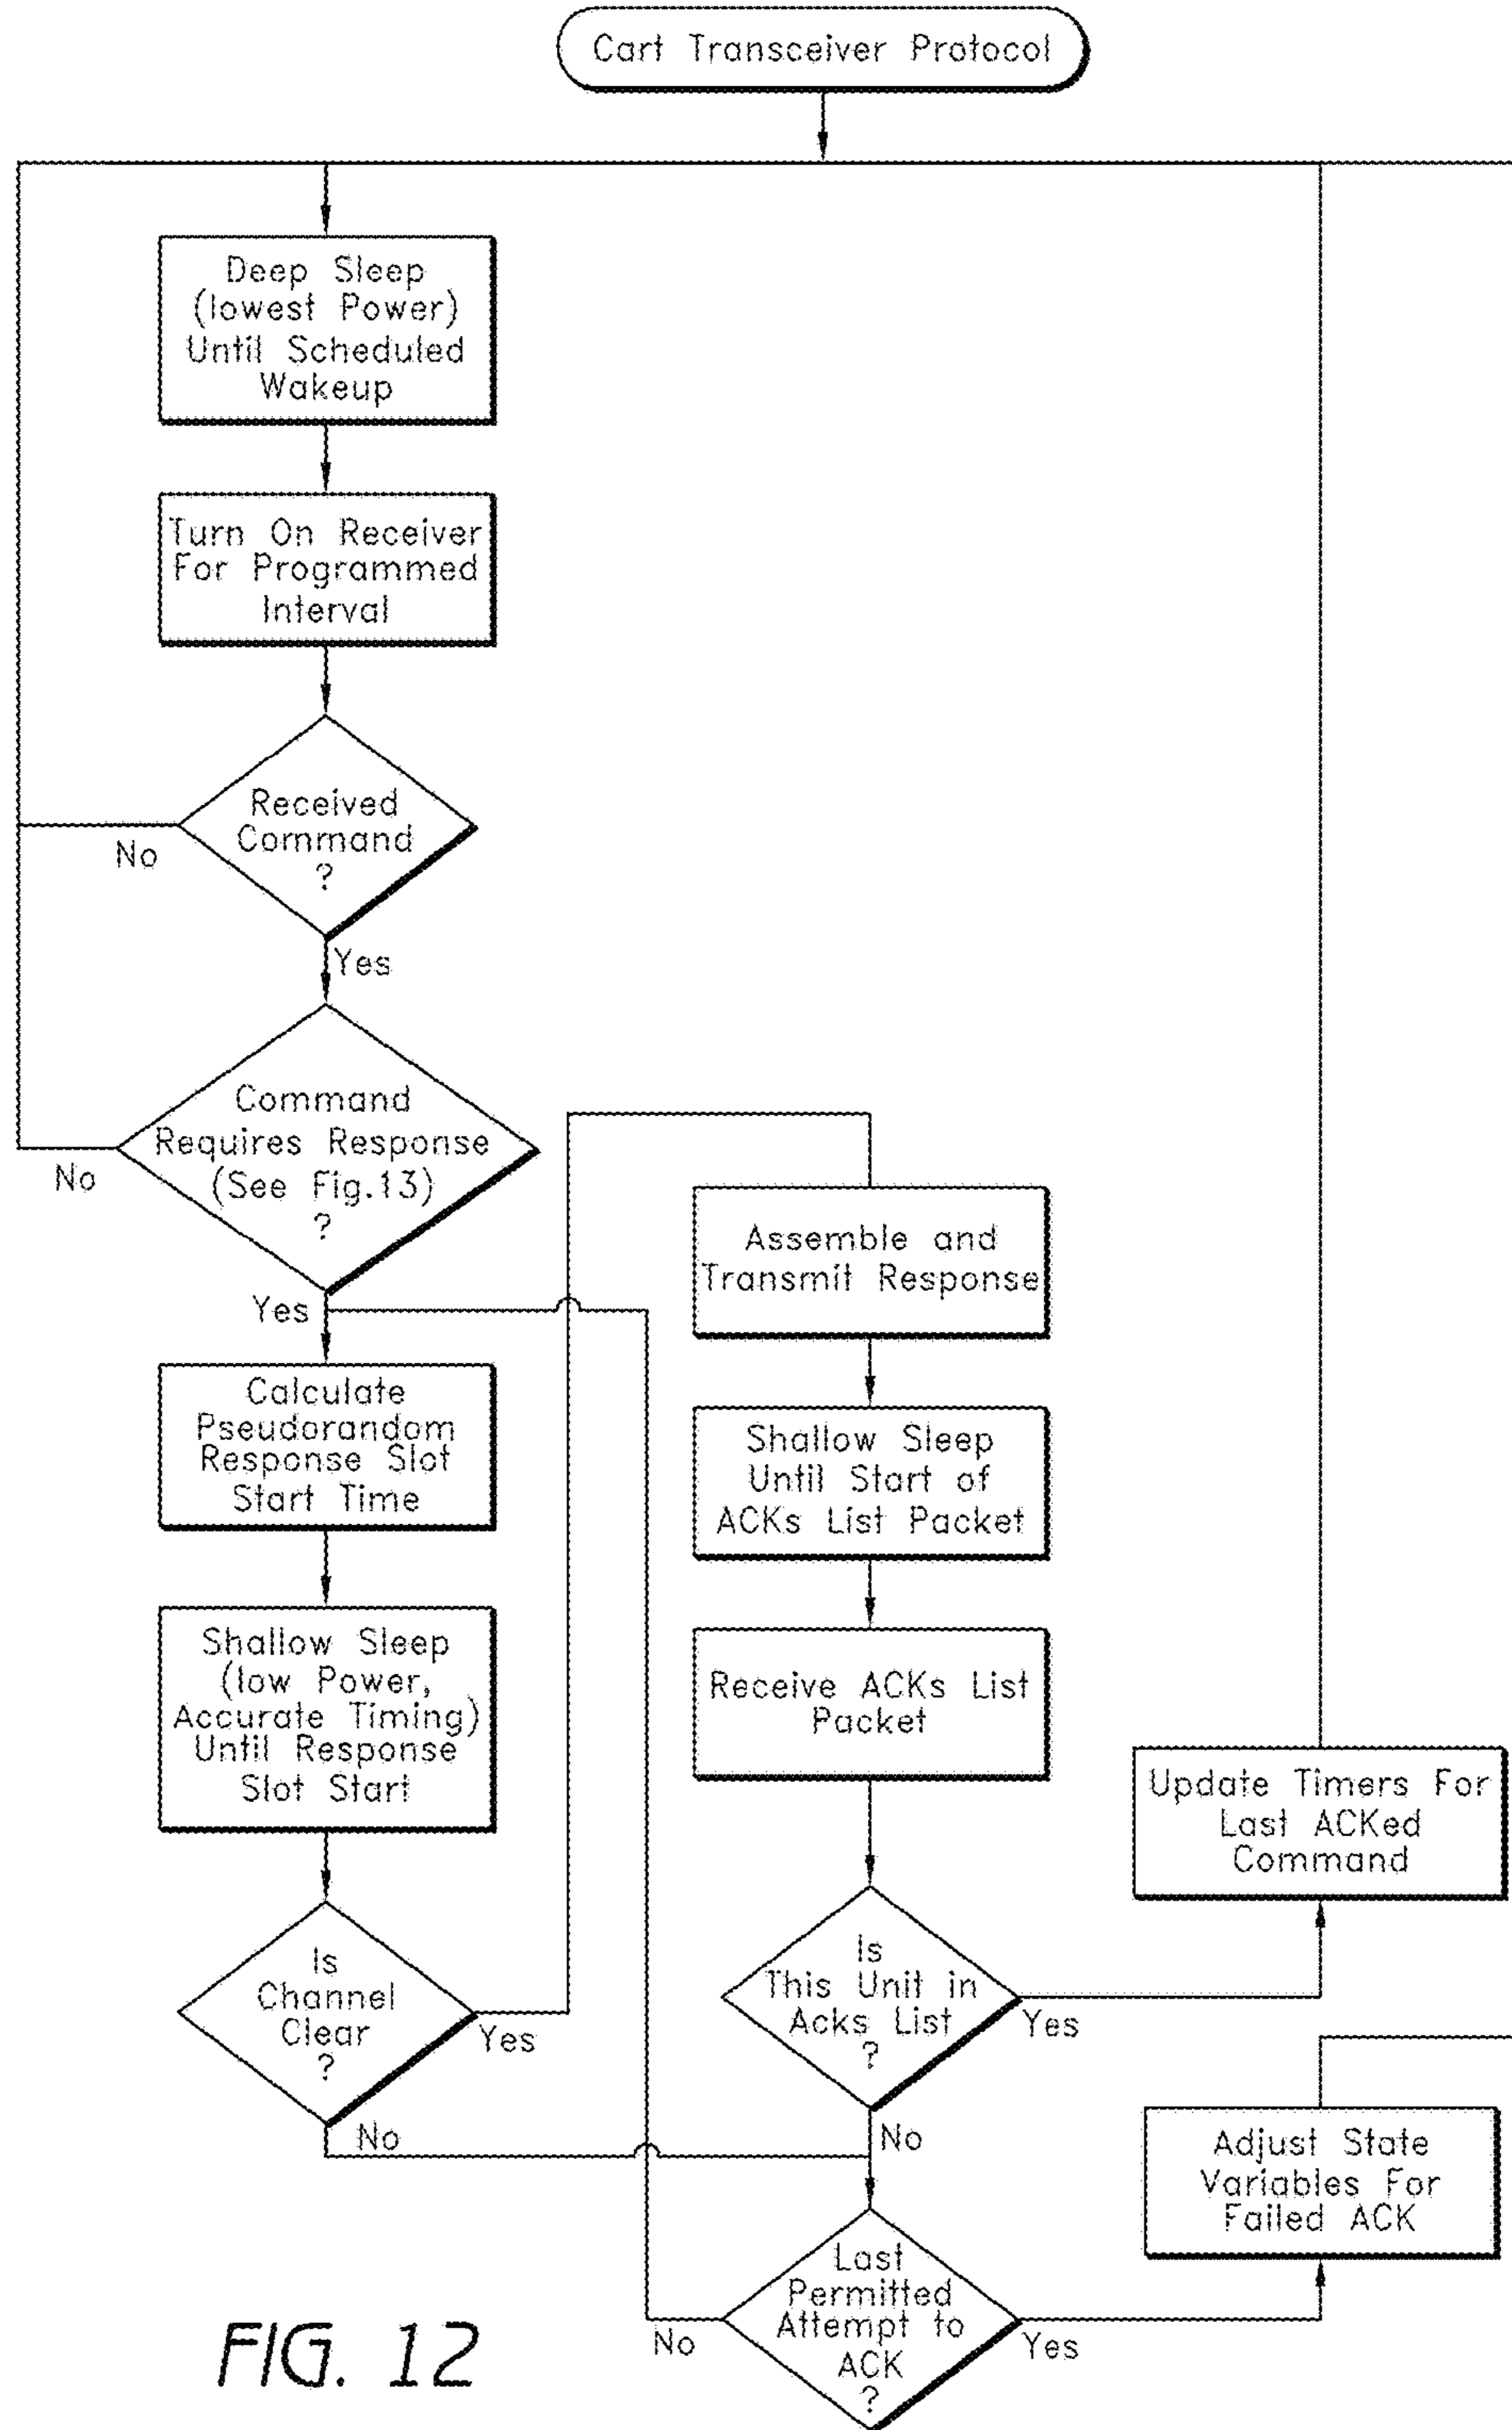 Cart Transceiver Protocol
Deep Sleep
(lowest Power)
Until Scheduled
Wakeup
Turn On Receiver
For Programmed
Interval
Received
Command
?
No
Yes
Command
Requires Response
(See Fig.13)
?
No
Yes
Calculate
Pseudorandom
Response Slot
Start Time
Shallow Sleep
(low Power,
Accurate Timing)
Until Response
Slot Start
Is
Channel
Clear
?
Yes
No
Assemble and
Transmit Response
Shallow Sleep
Until Start of
ACKs List Packet
Receive ACKs List
Packet
Is
This Unit in
Acks List
?
Yes
No
Update Timers For
Last ACKed
Command
Last
Permitted
Attempt to
ACK
?
No
Yes
Adjust State
Variables For
Failed ACK
FIG. 12